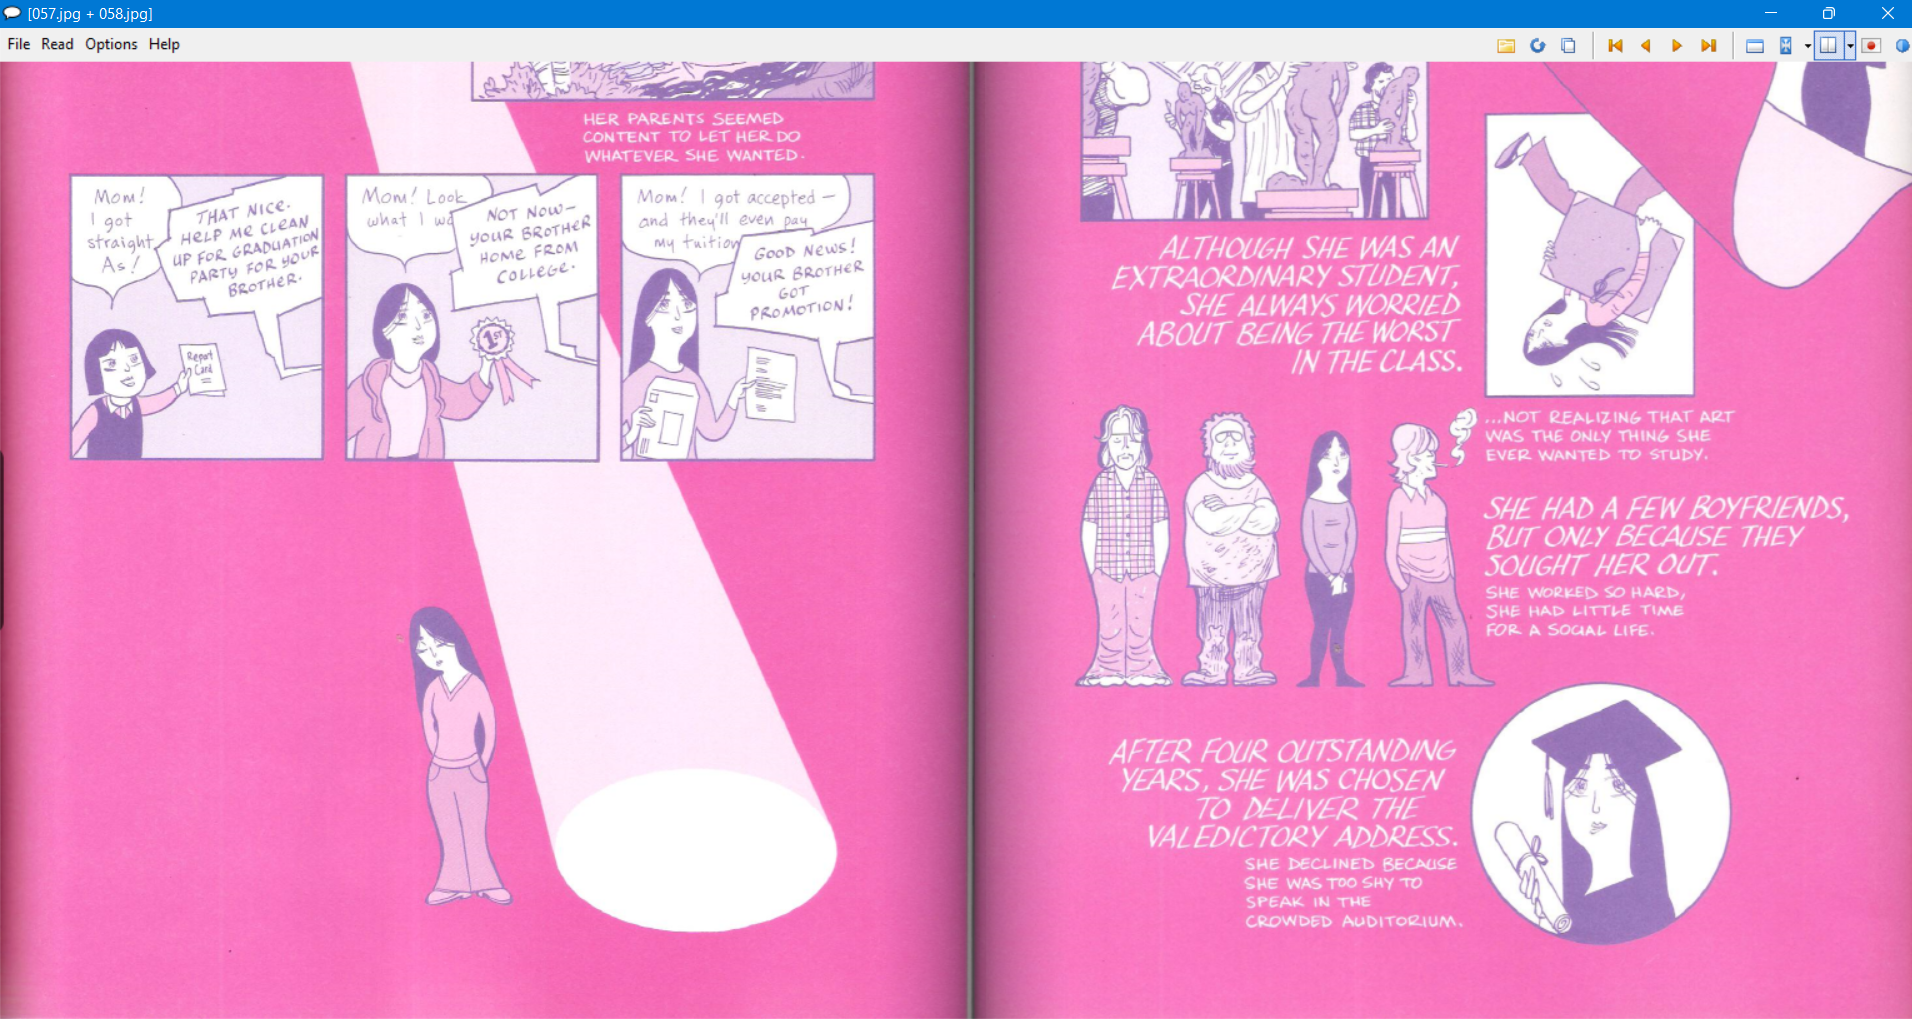 [057.jpg + 058.jpg]
File Read Options Help
HER PARENTS SEEMED
CONTENT TO LET HER DO
WHATEVER SHE WANTED.
Mom!
I got
straight
As!
THAT NICE.
HELP ME CLEAN
UP FOR GRADUATION
PARTY FOR YOUR
BROTHER.
Report
Card
Mom! Look
what I wo
NOT NOW—
YOUR BROTHER
HOME FROM
COLLEGE.
1ST
Mom! I got accepted —
and they'll even pay
my tuition
GOOD NEWS!
YOUR BROTHER
GOT
PROMOTION!
ALTHOUGH SHE WAS AN
EXTRAORDINARY STUDENT,
SHE ALWAYS WORRIED
ABOUT BEING THE WORST
IN THE CLASS.
...NOT REALIZING THAT ART
WAS THE ONLY THING SHE
EVER WANTED TO STUDY.
SHE HAD A FEW BOYFRIENDS,
BUT ONLY BECAUSE THEY
SOUGHT HER OUT.
SHE WORKED SO HARD,
SHE HAD LITTLE TIME
FOR A SOCIAL LIFE.
AFTER FOUR OUTSTANDING
YEARS, SHE WAS CHOSEN
TO DELIVER THE
VALEDICTORY ADDRESS.
SHE DECLINED BECAUSE
SHE WAS TOO SHY TO
SPEAK IN THE
CROWDED AUDITORIUM.